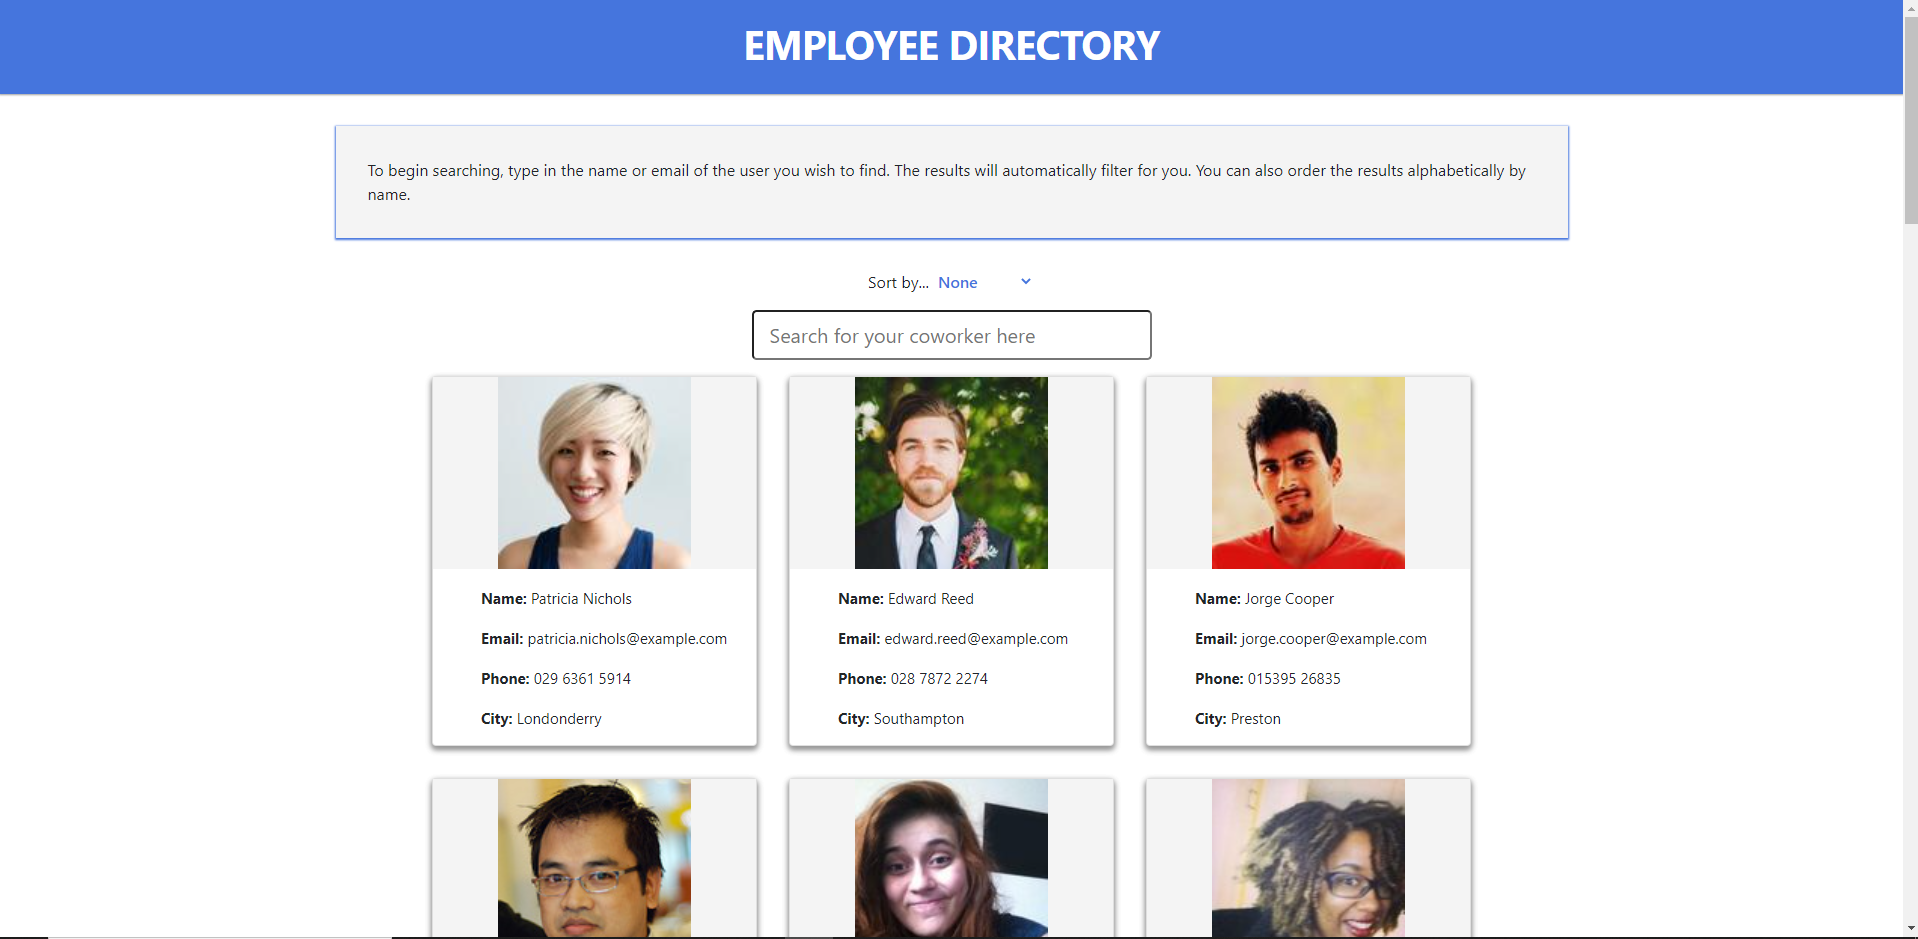 EMPLOYEE DIRECTORY
To begin searching, type in the name or email of the user you wish to find. The results will automatically filter for you. You can also order the results alphabetically by
name.
Sort by... None
Search for your coworker here
Name: Patricia Nichols
Email: patricia.nichols@example.com
Phone: 029 6361 5914
City: Londonderry
Name: Edward Reed
Email: edward.reed@example.com
Phone: 028 7872 2274
City: Southampton
Name: Jorge Cooper
Email: jorge.cooper@example.com
Phone: 015395 26835
City: Preston